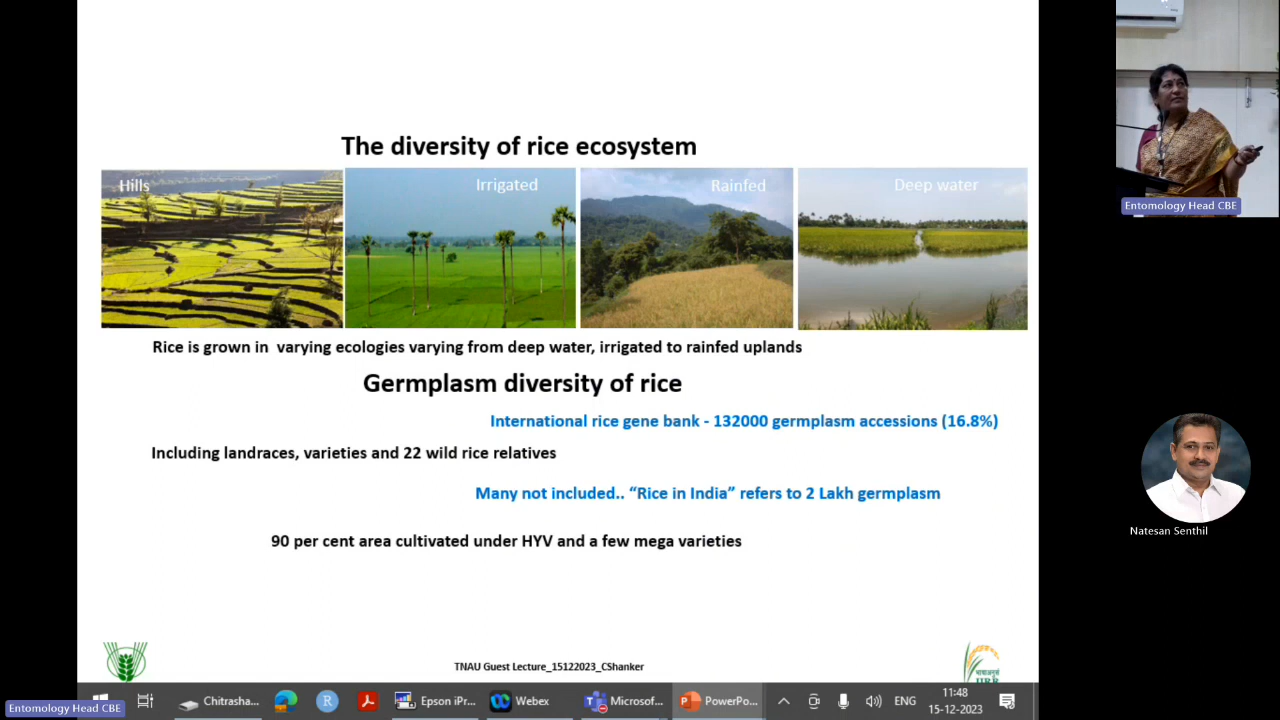 The diversity of rice ecosystem
Hills
Irrigated
Rainfed
Deep water
Rice is grown in varying ecologies varying from deep water, irrigated to rainfed uplands
Germplasm diversity of rice
International rice gene bank - 132000 germplasm accessions (16.8%)
Including landraces, varieties and 22 wild rice relatives
Many not included.. “Rice in India” refers to 2 Lakh germplasm
90 per cent area cultivated under HYV and a few mega varieties
TNAU Guest Lecture_15122023_CShanker
Entomology Head CBE
Natesan Senthil
Entomology Head CBE
Chitrasha...
Epson iPr...
Webex
Microsof...
PowerPo...
ENG
11:48
15-12-2023